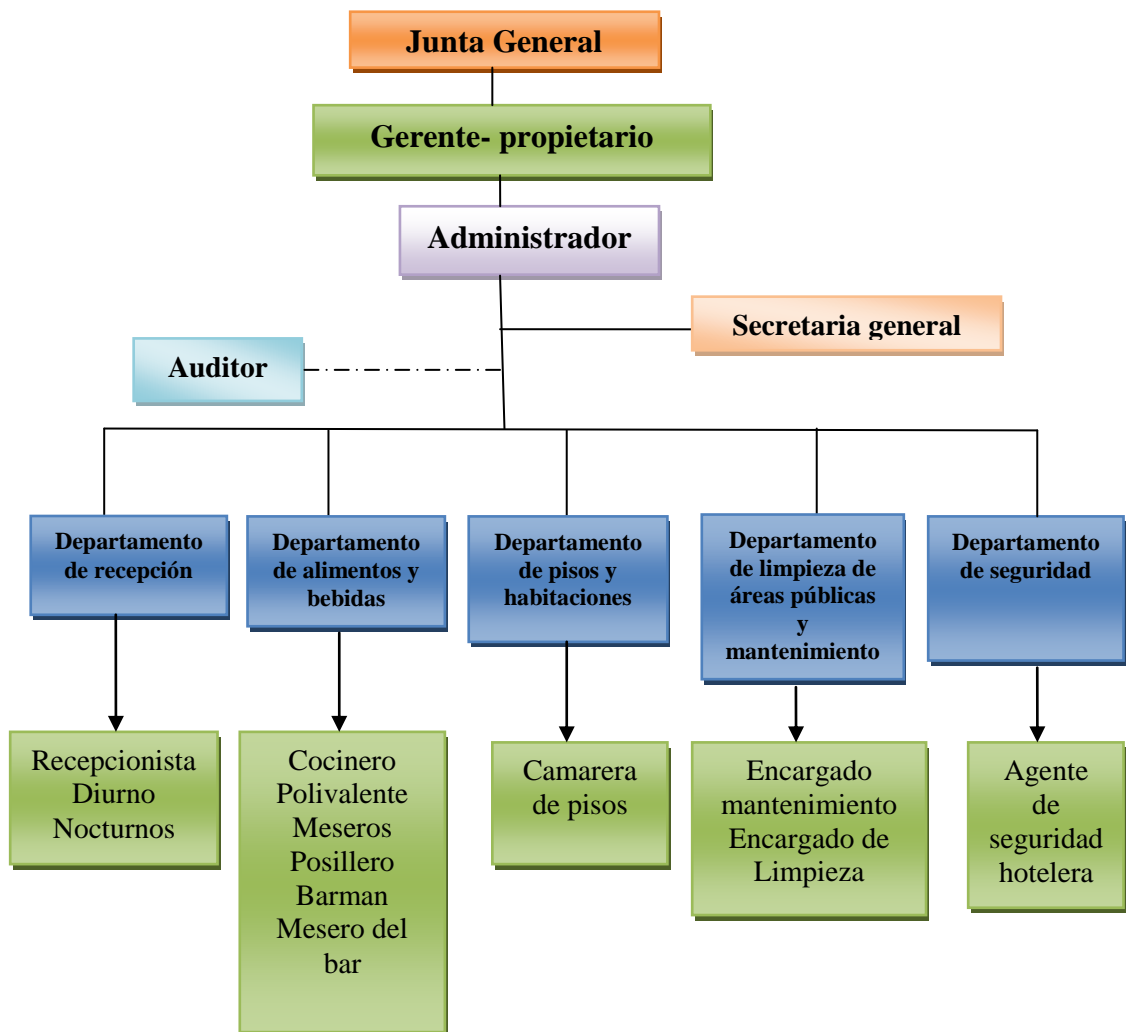 Junta General
Gerente- propietario
Administrador
Secretaria general
Auditor
Departamento
de recepción
Departamento
de alimentos y
bebidas
Departamento
de pisos y
habitaciones
Departamento
de limpieza de
áreas públicas
y
mantenimiento
Departamento
de seguridad
Recepcionista
Diurno
Nocturnos
Cocinero
Polivalente
Meseros
Posillero
Barman
Mesero del
bar
Camarera
de pisos
Encargado
mantenimiento
Encargado de
Limpieza
Agente
de
seguridad
hotelera